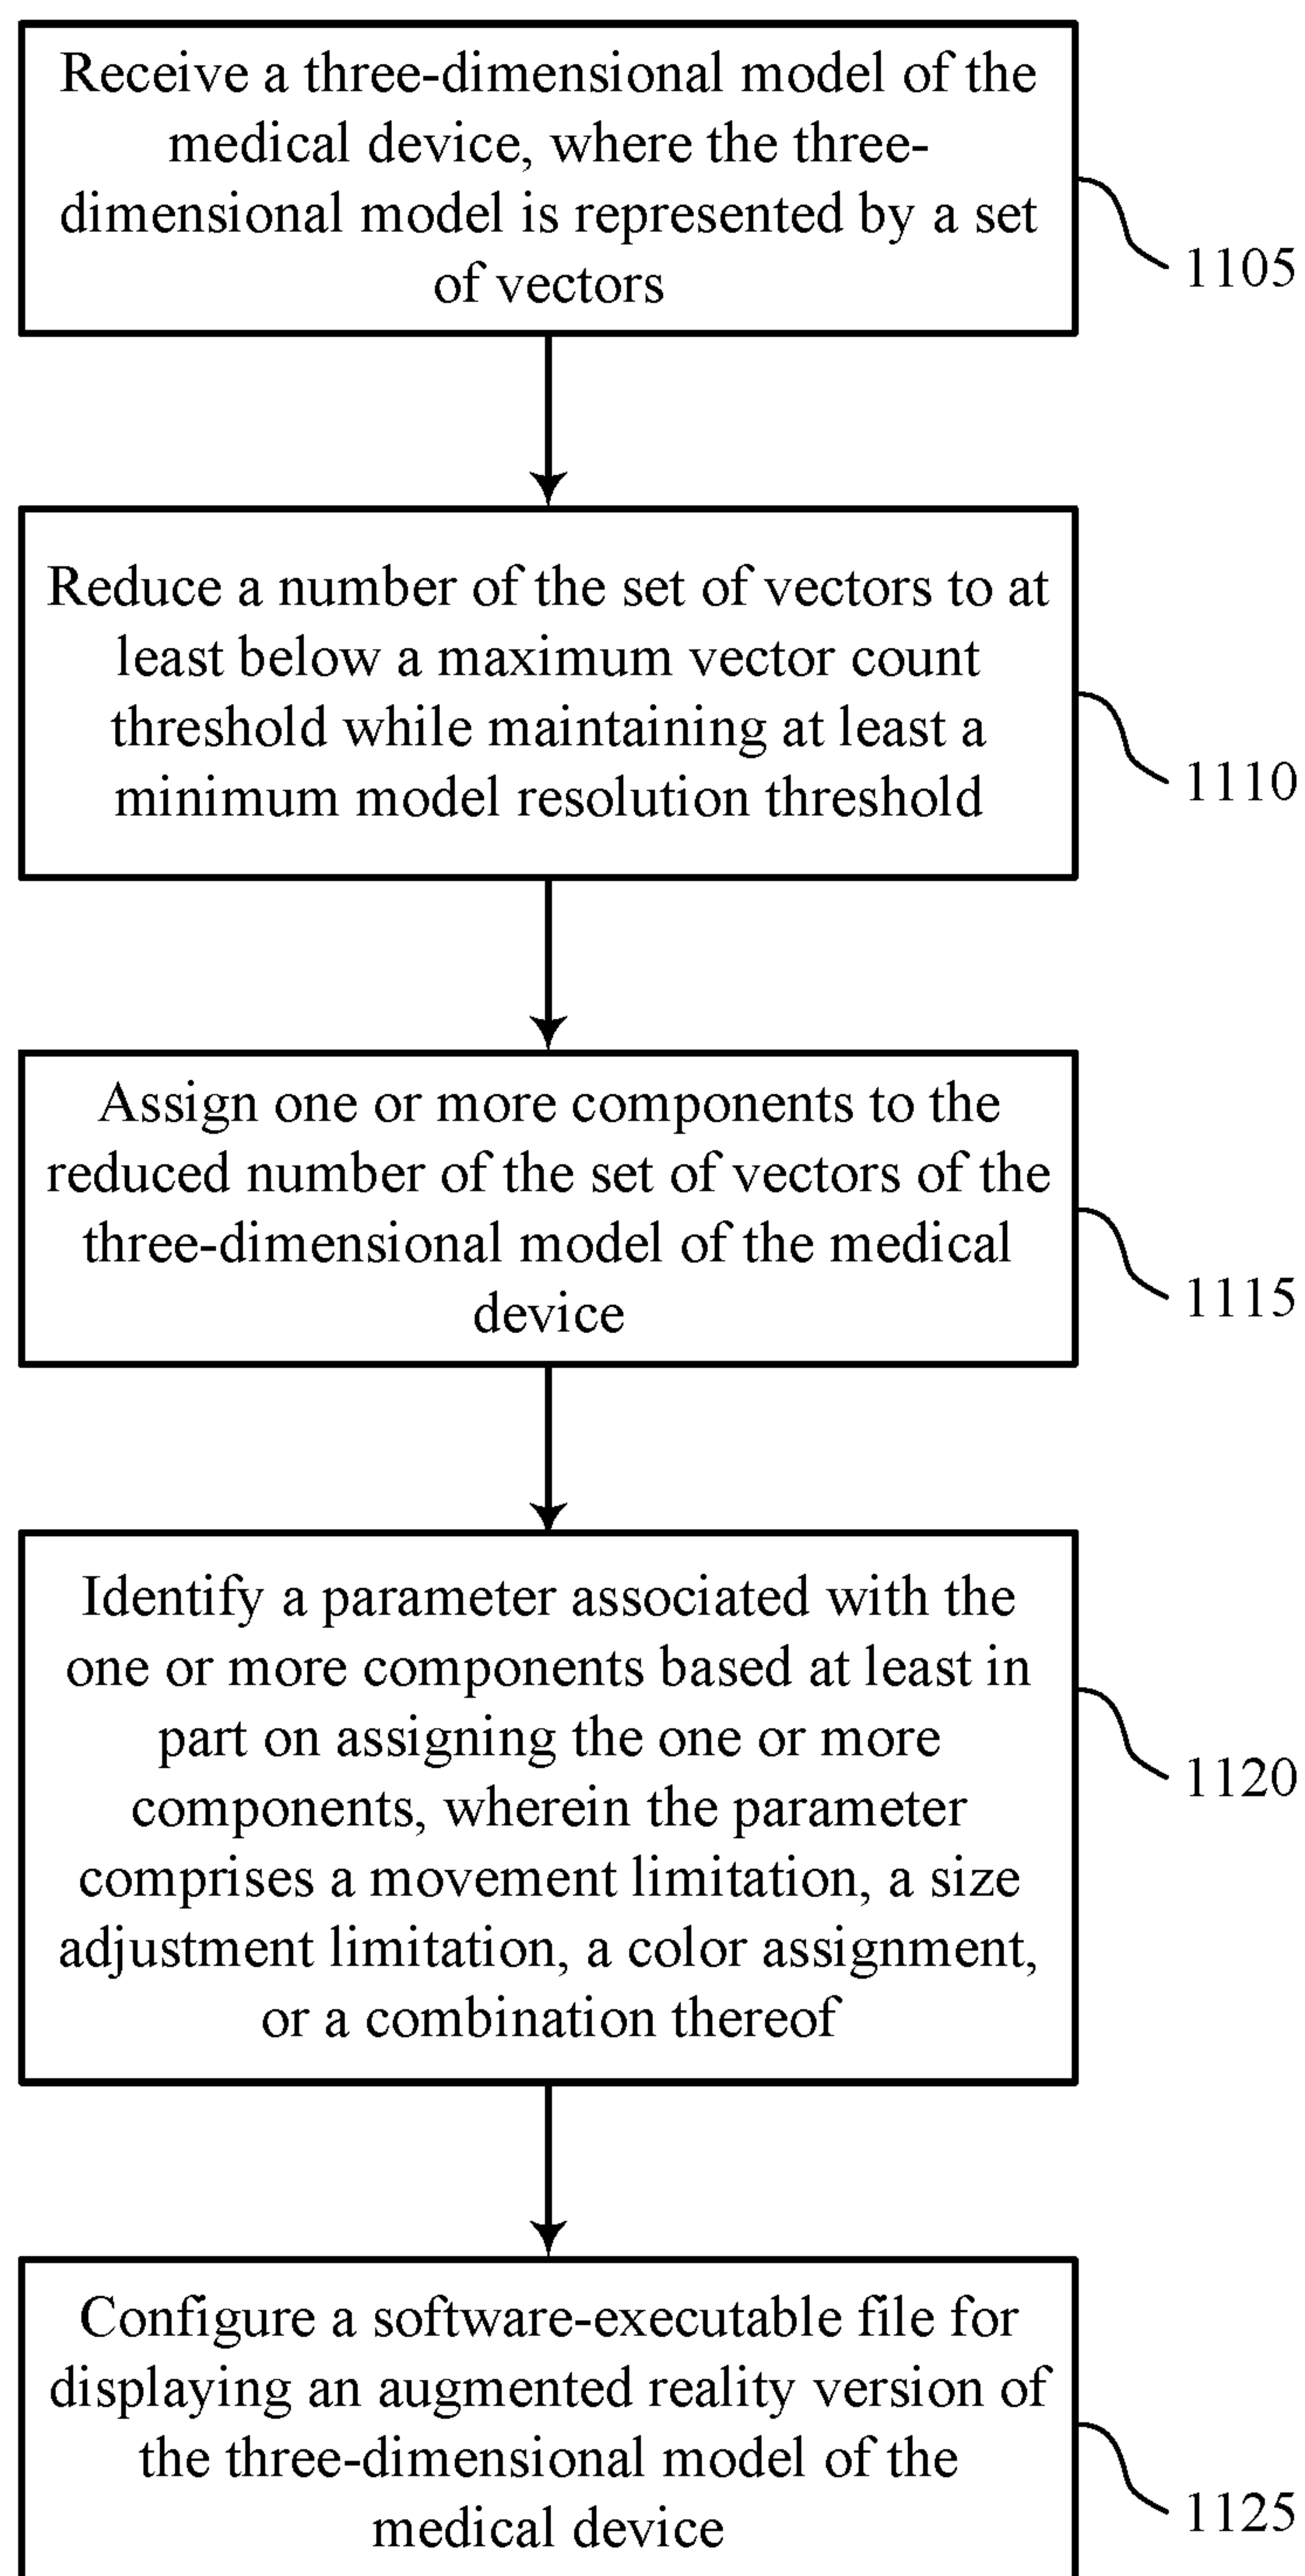 Receive a three-dimensional model of the
medical device, where the three-
dimensional model is represented by a set
of vectors
1105
Reduce a number of the set of vectors to at
least below a maximum vector count
threshold while maintaining at least a
minimum model resolution threshold
1110
Assign one or more components to the
reduced number of the set of vectors of the
three-dimensional model of the medical
device
1115
Identify a parameter associated with the
one or more components based at least in
part on assigning the one or more
components, wherein the parameter
comprises a movement limitation, a size
adjustment limitation, a color assignment,
or a combination thereof
1120
Configure a software-executable file for
displaying an augmented reality version of
the three-dimensional model of the
medical device
1125